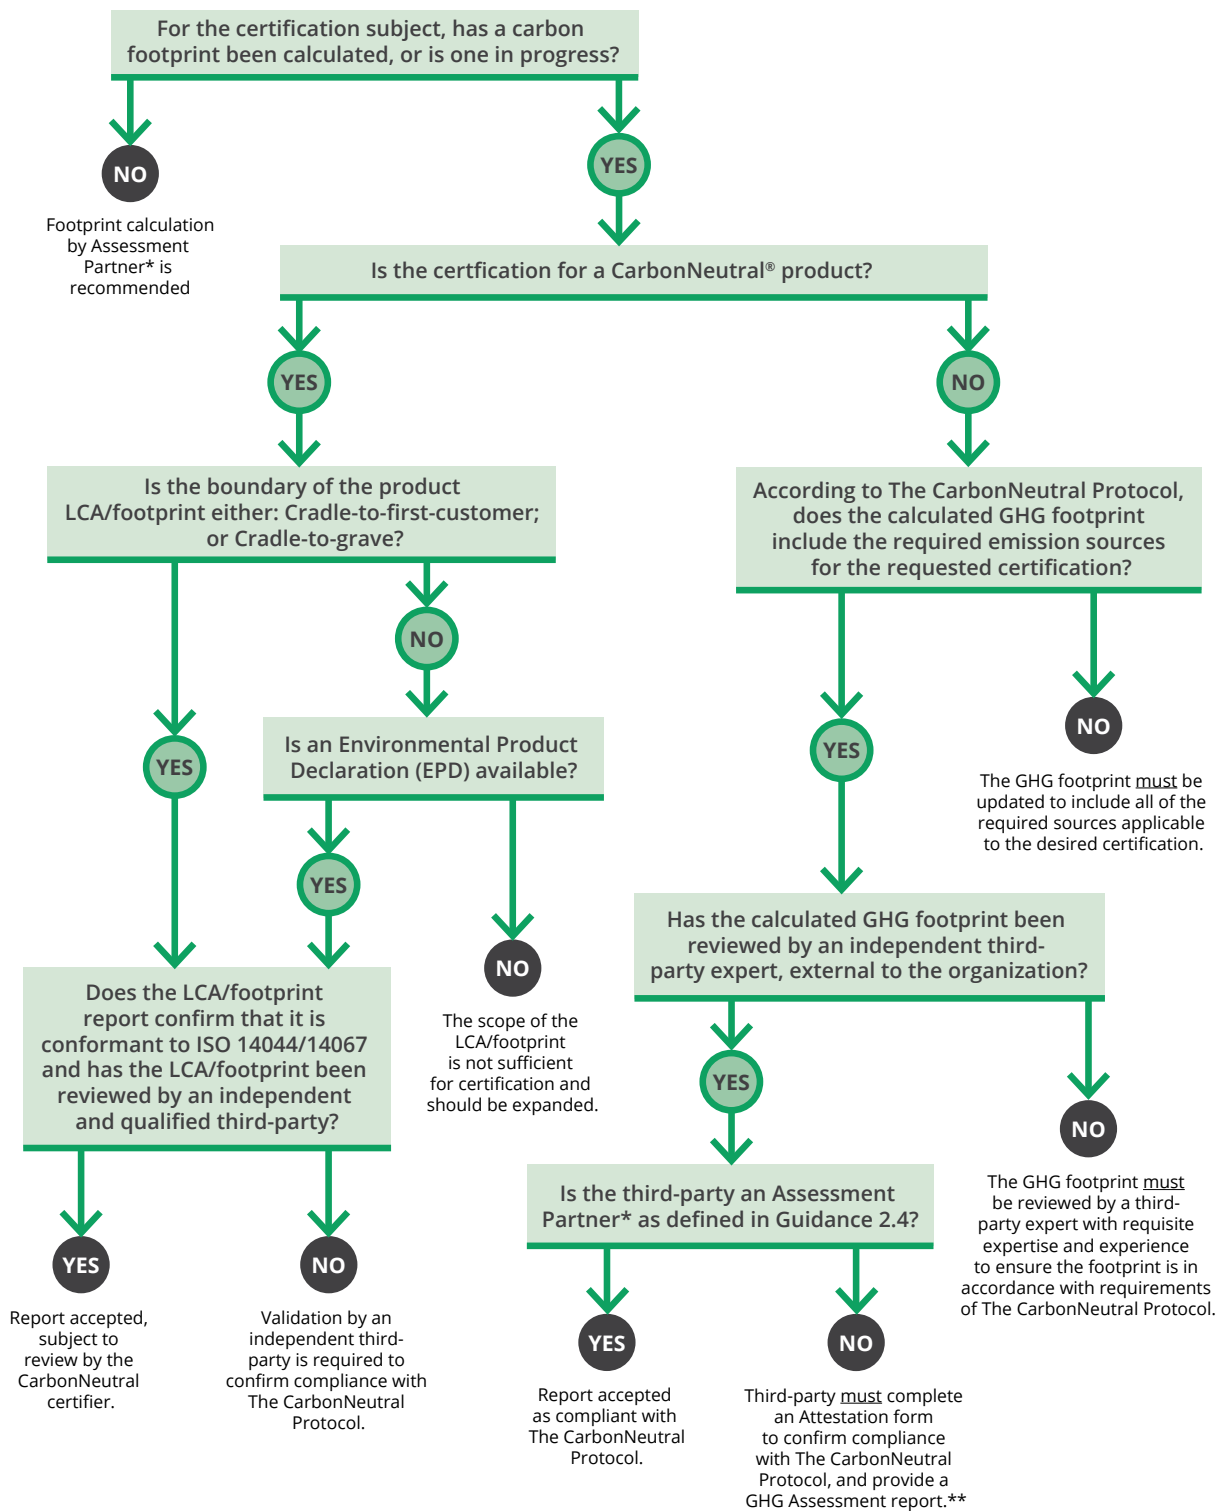 For the certification subject, has a carbon
footprint been calculated, or is one in progress?
NO
Footprint calculation
by Assessment
Partner* is
recommended
YES
Is the certfication for a CarbonNeutral® product?
YES
NO
Is the boundary of the product
LCA/footprint either: Cradle-to-first-customer;
or Cradle-to-grave?
According to The CarbonNeutral Protocol,
does the calculated GHG footprint
include the required emission sources
for the requested certification?
NO
YES
Is an Environmental Product
Declaration (EPD) available?
YES
NO
The GHG footprint must be
updated to include all of the
required sources applicable
to the desired certification.
YES
NO
The scope of the
LCA/footprint
is not sufficient
for certification and
should be expanded.
Has the calculated GHG footprint been
reviewed by an independent third-
party expert, external to the organization?
Does the LCA/footprint
report confirm that it is
conformant to ISO 14044/14067
and has the LCA/footprint been
reviewed by an independent
and qualified third-party?
YES
NO
The GHG footprint must
be reviewed by a third-
party expert with requisite
expertise and experience
to ensure the footprint is in
accordance with requirements
of The CarbonNeutral Protocol.
Is the third-party an Assessment
Partner* as defined in Guidance 2.4?
YES
Report accepted,
subject to
review by the
CarbonNeutral
certifier.
NO
Validation by an
independent third-
party is required to
confirm compliance with
The CarbonNeutral
Protocol.
YES
Report accepted
as compliant with
The CarbonNeutral
Protocol.
NO
Third-party must complete
an Attestation form
to confirm compliance
with The CarbonNeutral
Protocol, and provide a
GHG Assessment report.**